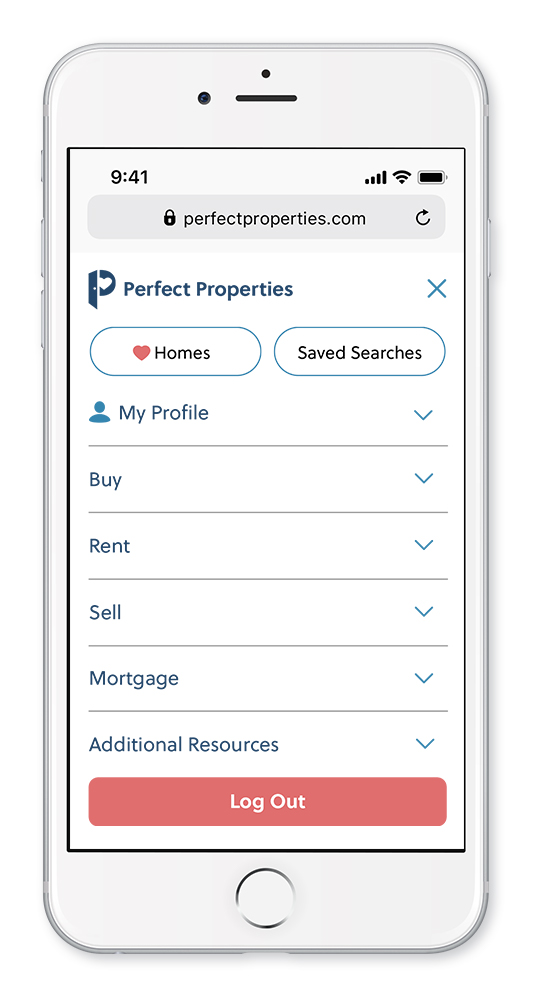 9:41
perfectproperties.com
Perfect Properties
Homes
Saved Searches
My Profile
Buy
Rent
Sell
Mortgage
Additional Resources
Log Out